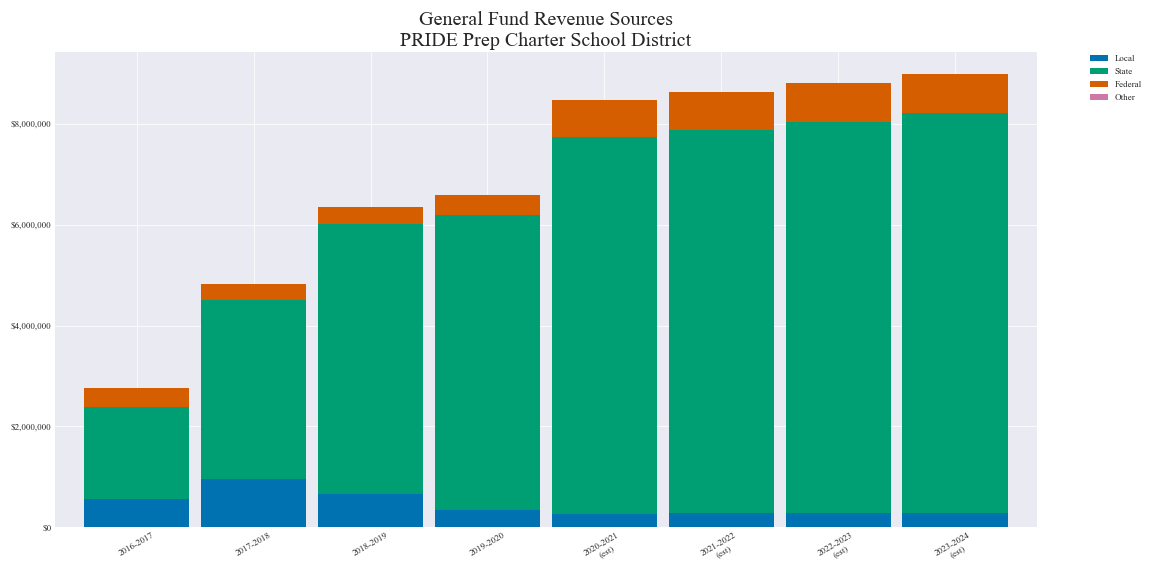 General Fund Revenue Sources
PRIDE Prep Charter School District
Local
State
Federal
Other
$8,000,000
$6,000,000
$4,000,000
$2,000,000
$0
2016-2017
2017-2018
2018-2019
2019-2020
2020-2021
(est)
2021-2022
(est)
2022-2023
(est)
2023-2024
(est)